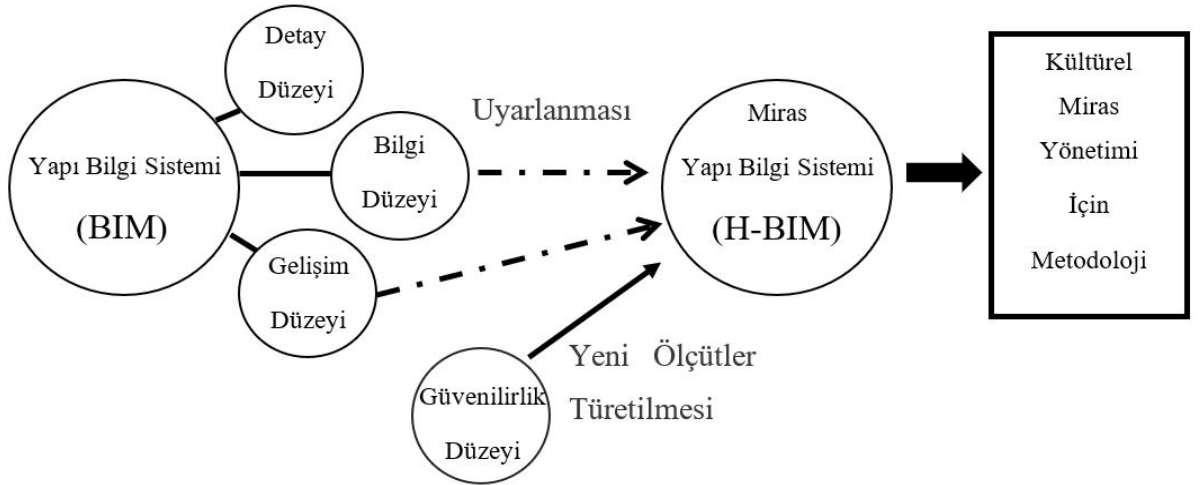 Detay
Düzeyi
Yapı Bilgi Sistemi
(BIM)
Bilgi
Düzeyi
Gelişim
Düzeyi
Uyarlanması
Miras
Yapı Bilgi Sistemi
(H-BIM)
Güvenilirlik
Düzeyi
Yeni Ölçütler
Türetilmesi
Kültürel
Miras
Yönetimi
İçin
Metodoloji